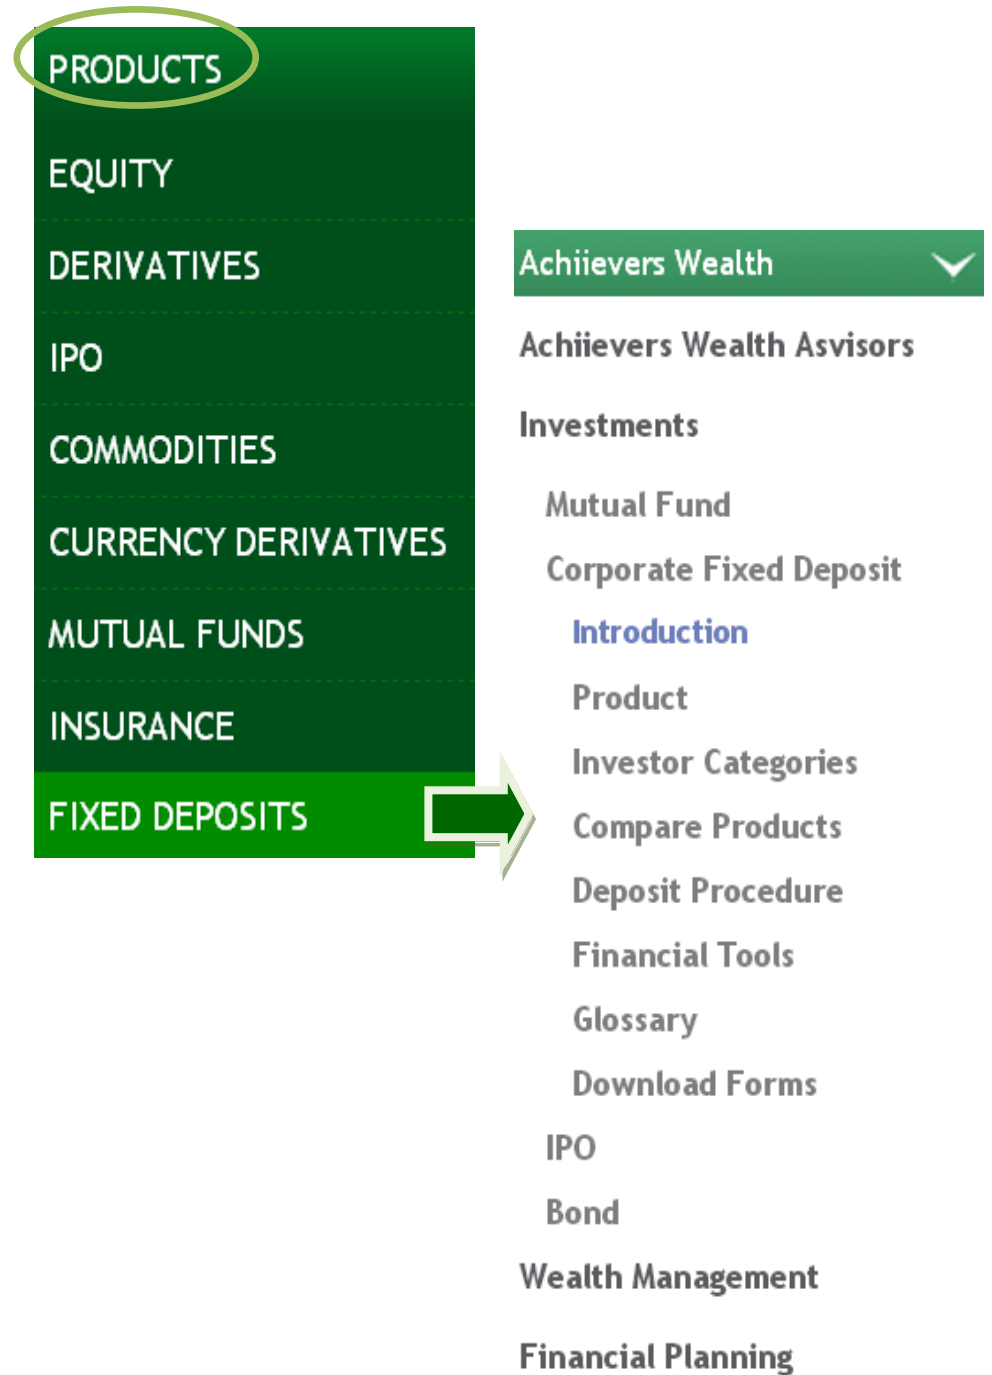 PRODUCTS
EQUITY
DERIVATIVES
IPO
COMMODITIES
CURRENCY DERIVATIVES
MUTUAL FUNDS
INSURANCE
FIXED DEPOSITS
Achiievers Wealth
Achiievers Wealth Asvisors
Investments
Mutual Fund
Corporate Fixed Deposit
Introduction
Product
Investor Categories
Compare Products
Deposit Procedure
Financial Tools
Glossary
Download Forms
IPO
Bond
Wealth Management
Financial Planning